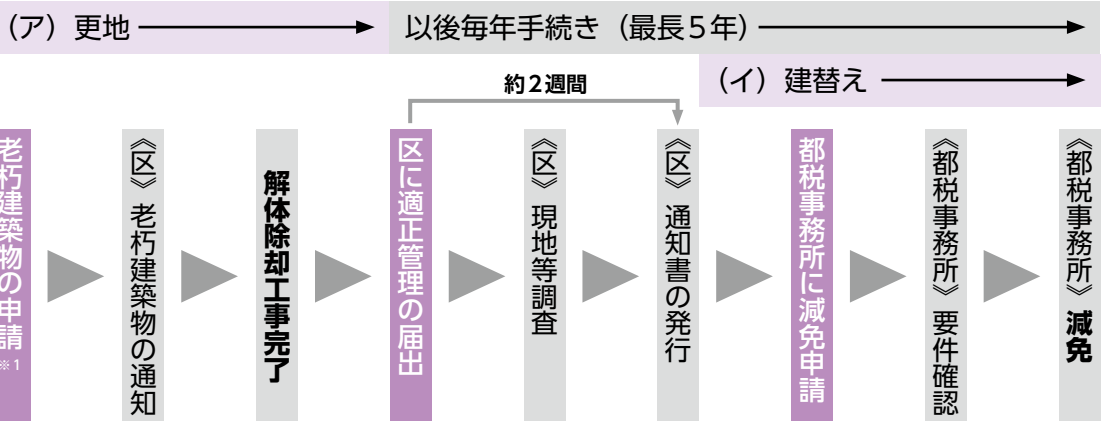 （ア）更地
以後毎年手続き（最長５年）
（イ）建替え
約２週間
老朽建築物の申請※1
《区》老朽建築物の通知
解体除却工事完了
区に適正管理の届出
《区》現地等調査
《区》通知書の発行
都税事務所に減免申請
《都税事務所》要件確認
《都税事務所》減免